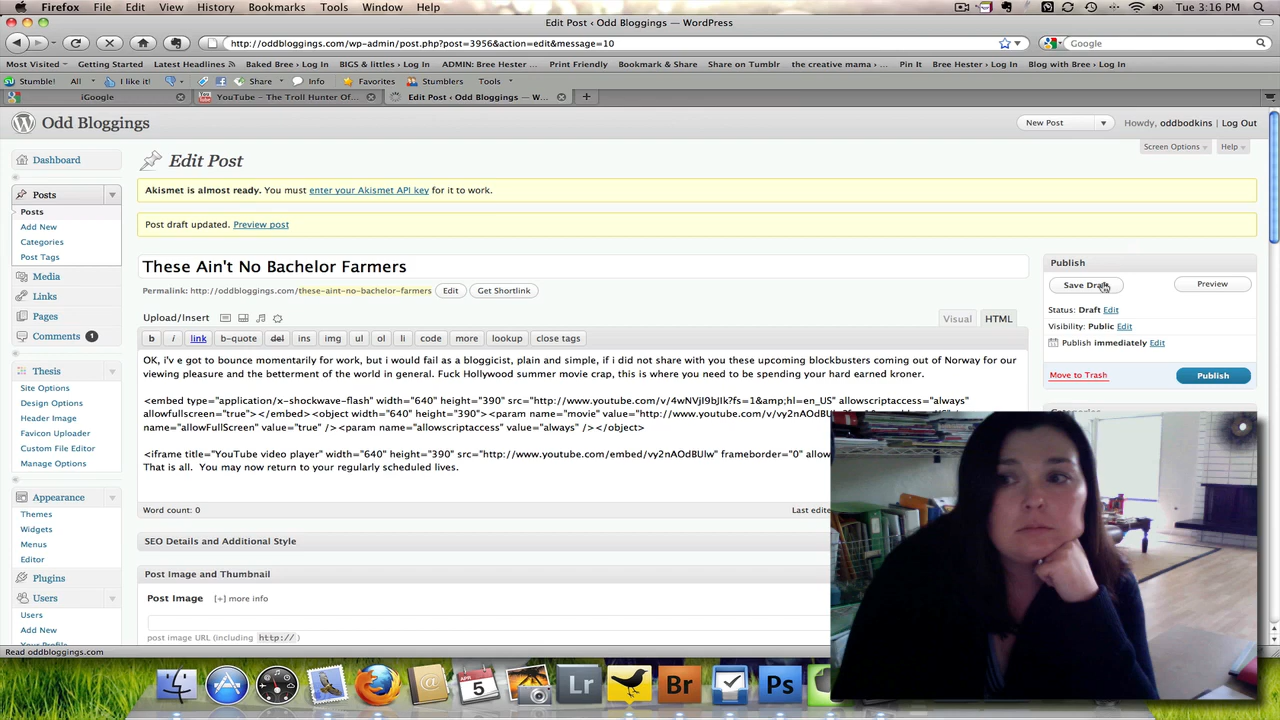 Firefox File Edit View History Bookmarks Tools Window Help Tue 3:16 PM
Edit Post ‹ Odd Bloggings — WordPress
http://oddbloggings.com/wp-admin/post.php?post=3956&action=edit&message=10 Google
Most Visited Getting Started Latest Headlines Baked Bree ‹ Log In BIGS & littles › Log In ADMIN: Bree Hester ... Print Friendly Bookmark & Share Share on Tumblr the creative mama › ... Pin It Bree Hester › Log In Blog with Bree › Log In
Stumble! All I like it! Share Info Favorites Stumblers Tools
iGoogle YouTube – The Troll Hunter Of... Edit Post ‹ Odd Bloggings — W...
Odd Bloggings New Post Howdy, oddbodkins | Log Out
Screen Options Help
Dashboard
Posts
Posts
Add New
Categories
Post Tags
Media
Links
Pages
Comments 1
Thesis
Site Options
Design Options
Header Image
Favicon Uploader
Custom File Editor
Manage Options
Appearance
Themes
Widgets
Menus
Editor
Plugins
Users
Users
Add New
Edit Post
Akismet is almost ready. You must enter your Akismet API key for it to work.
Post draft updated. Preview post
These Ain't No Bachelor Farmers
Permalink: http://oddbloggings.com/these-aint-no-bachelor-farmers Edit Get Shortlink
Upload/Insert Visual HTML
b i link b-quote del ins img ul ol li code more lookup close tags
OK, i'v e got to bounce momentarily for work, but i would fail as a bloggicist, plain and simple, if i did not share with you these upcoming blockbusters coming out of Norway for our
viewing pleasure and the betterment of the world in general. Fuck Hollywood summer movie crap, this is where you need to be spending your hard earned kroner.
<embed type="application/x-shockwave-flash" width="640" height="390" src="http://www.youtube.com/v/4wNVJI9bJIk?fs=1&amp;hl=en_US" allowscriptaccess="always"
allowfullscreen="true"></embed><object width="640" height="390"><param name="movie" value="http://www.youtube.com/v/vy2nAOdBUIw
name="allowFullScreen" value="true" /><param name="allowscriptaccess" value="always" /></object>
<iframe title="YouTube video player" width="640" height="390" src="http://www.youtube.com/embed/vy2nAOdBUIw" frameborder="0" allow
That is all. You may now return to your regularly scheduled lives.
Word count: 0 Last edite
SEO Details and Additional Style
Post Image and Thumbnail
Post Image [+] more info
post image URL (including http:// )
Publish
Save Draft Preview
Status: Draft Edit
Visibility: Public Edit
Publish immediately Edit
Move to Trash Publish
Read oddbloggings.com
APR
5
Lr
Br
Ps